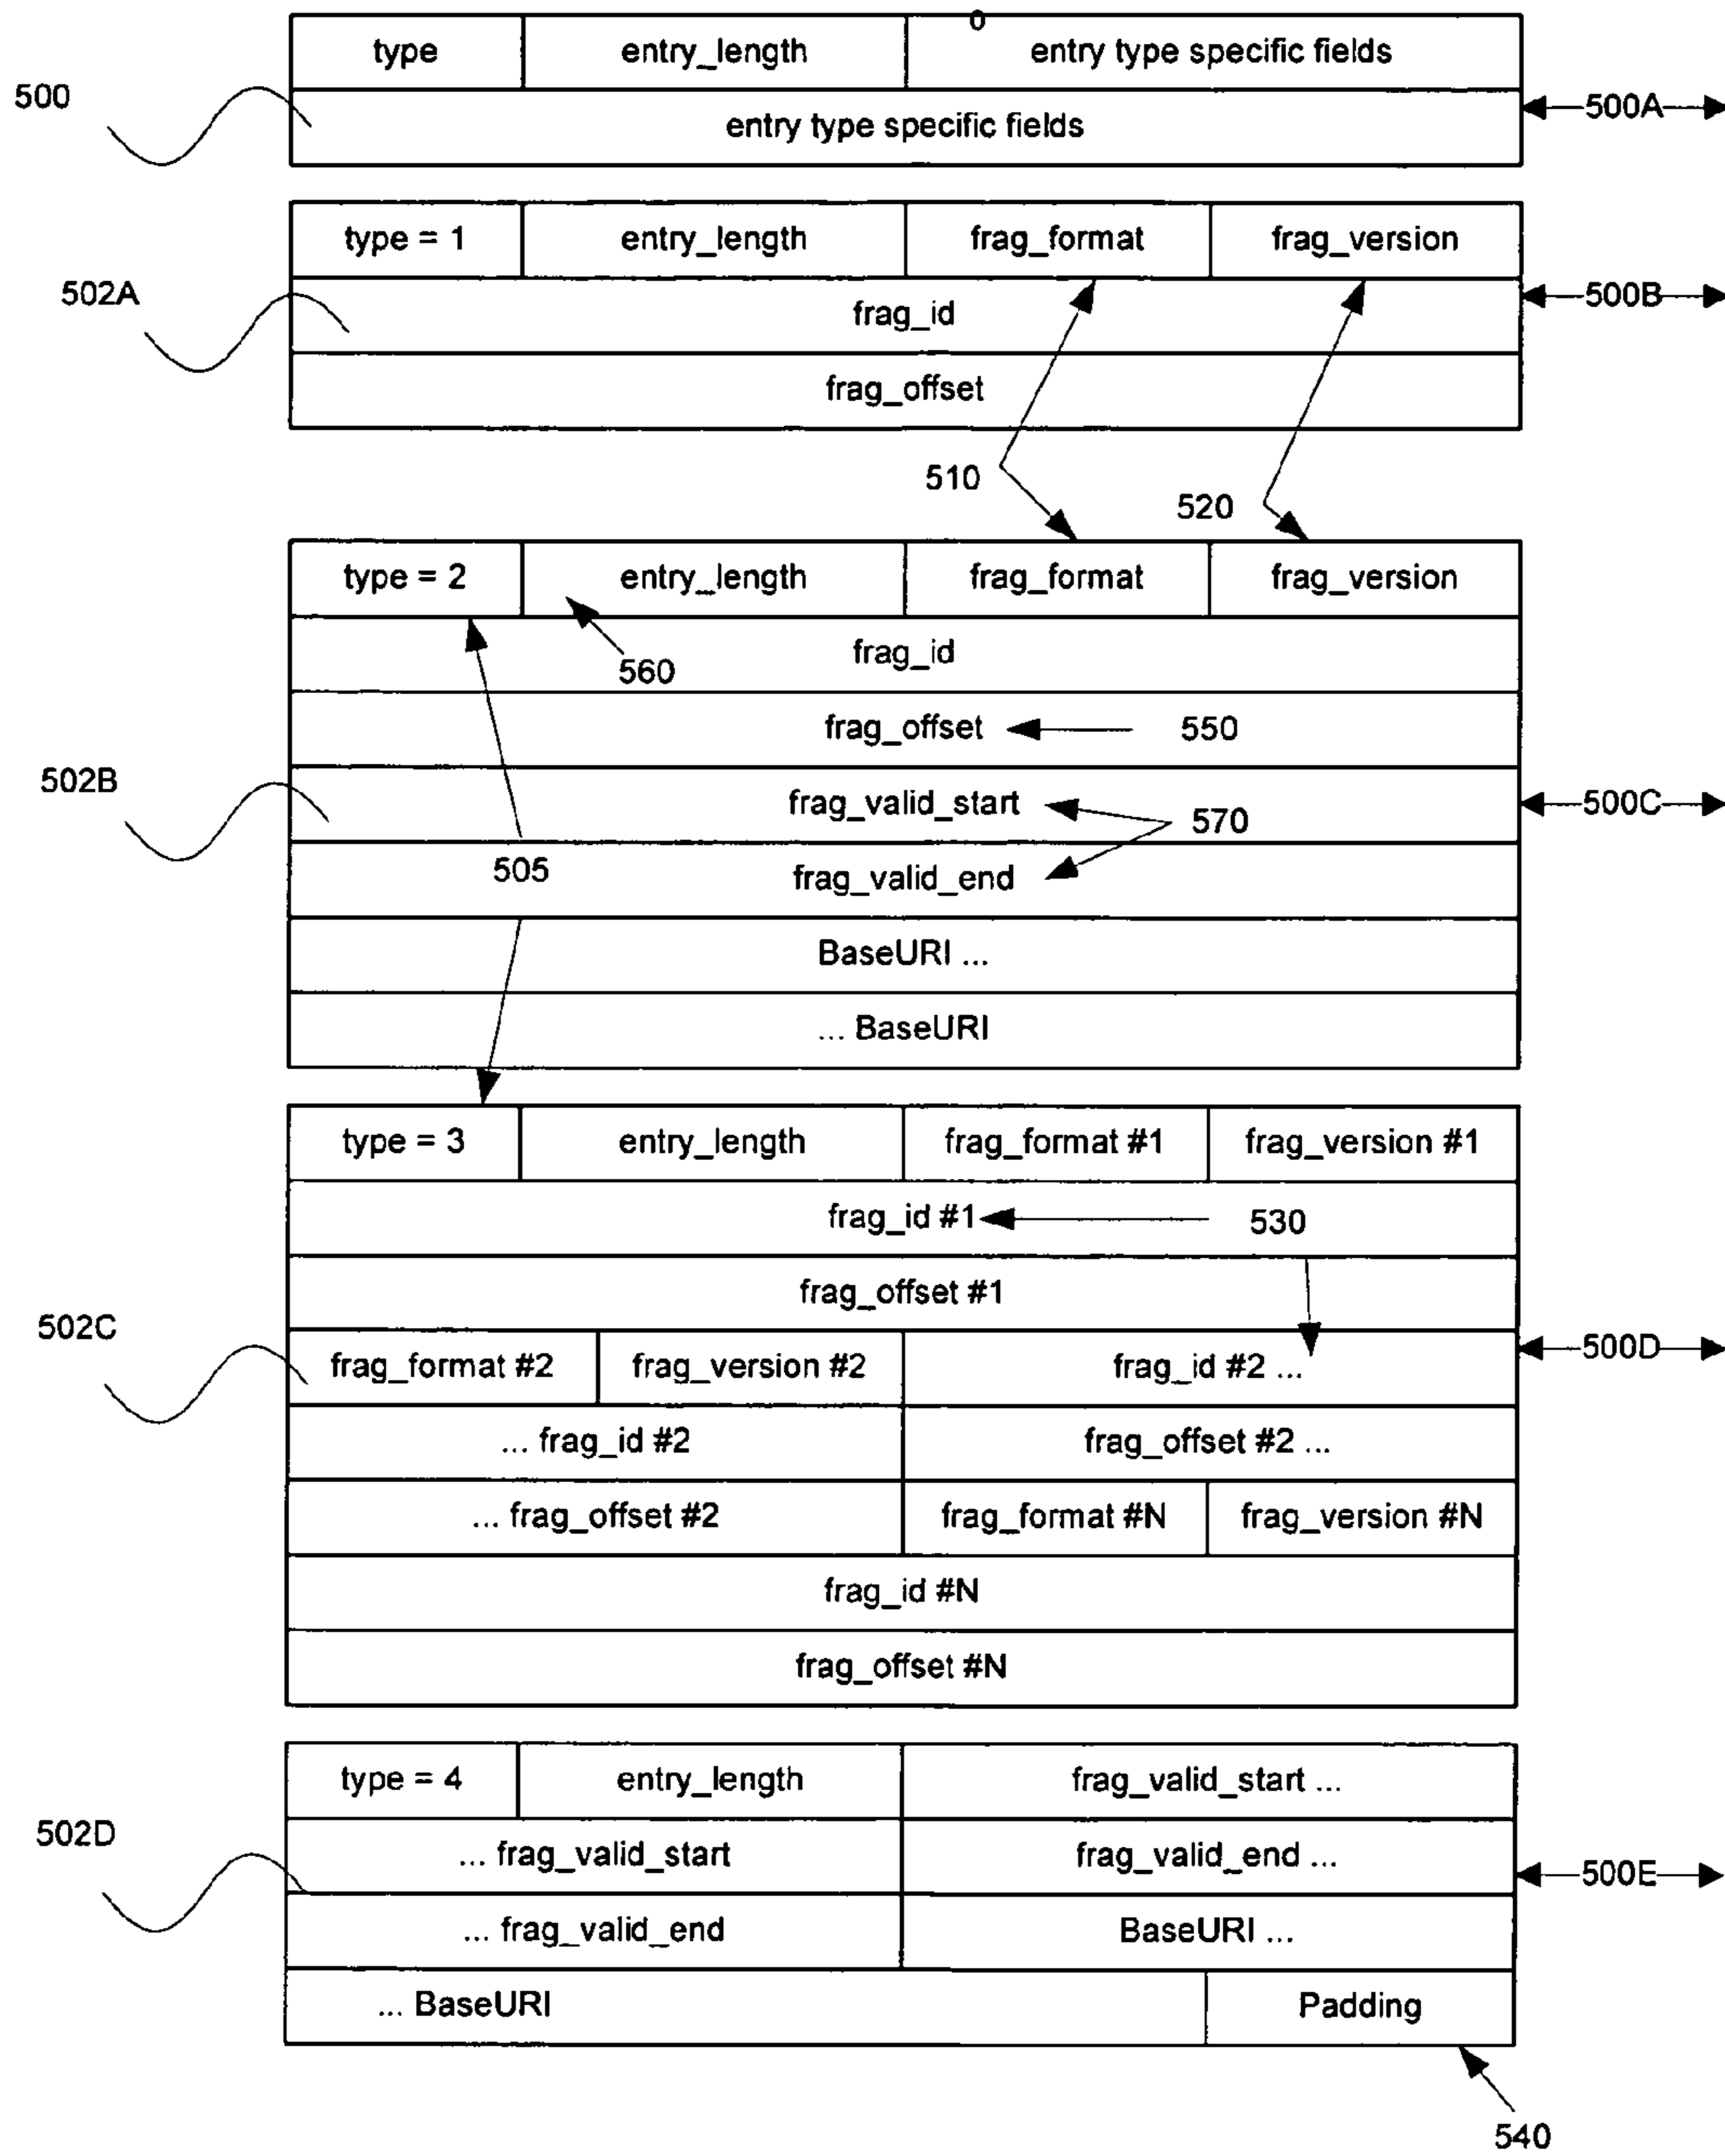 0
type entry_length entry type specific fields
500
entry type specific fields
500A
type = 1 entry_length frag_format frag_version
502A
500B
frag_id
frag_offset
510
520
type = 2 entry_length frag_format frag_version
frag_id
560
frag_offset 550
502B
frag_valid_start
570
500C
505
frag_valid_end
BaseURI ...
... BaseURI
type = 3 entry_length frag_format #1 frag_version #1
frag_id #1 530
frag_offset #1
502C
500D
frag_format #2 frag_version #2 frag_id #2 ...
... frag_id #2 frag_offset #2 ...
... frag_offset #2 frag_format #N frag_version #N
frag_id #N
frag_offset #N
type = 4 entry_length frag_valid_start ...
502D
... frag_valid_start frag_valid_end ...
500E
... frag_valid_end BaseURI ...
... BaseURI Padding
540